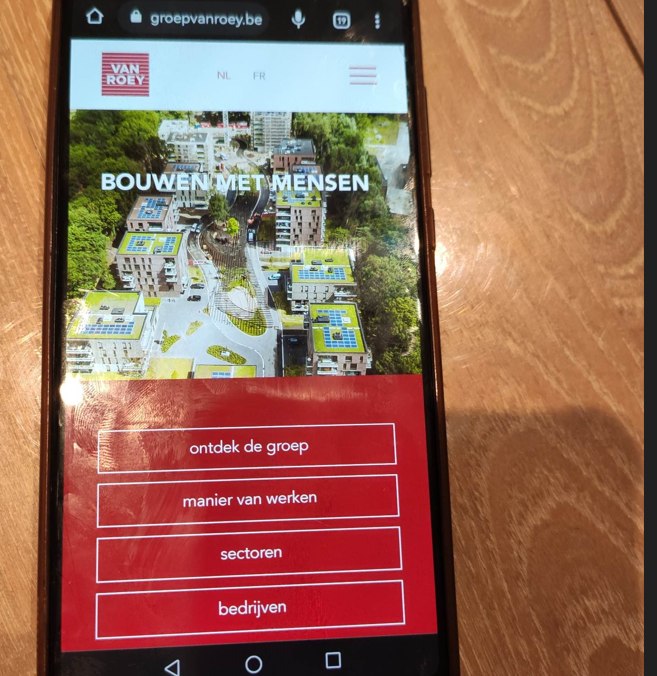 groepvanroey.be
19
VAN
ROEY
NL FR
BOUWEN MET MENSEN
ontdek de groep
manier van werken
sectoren
bedrijven